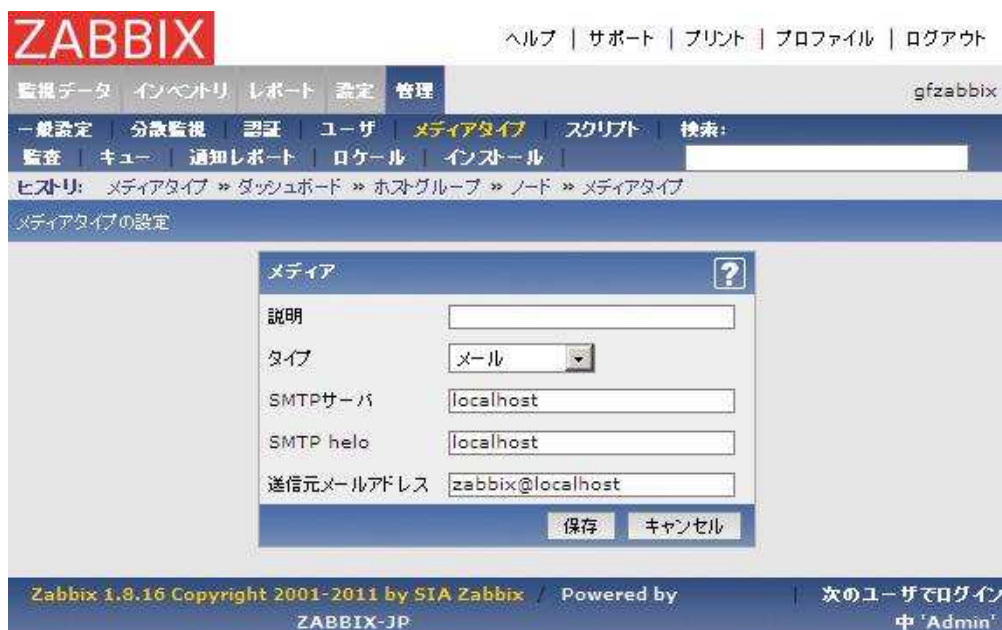 ZABBIX
ヘルプ | サポート | プリント | プロファイル | ログアウト
監視データ インベントリ レポート 設定 管理 gfzabbix
一般設定 | 分散監視 | 認証 | ユーザ | メディアタイプ | スクリプト | 検索:
監査 | キュー | 通知レポート | ロケール | インストール |
ヒストリ: メディアタイプ » ダッシュボード » ホストグループ » ノード » メディアタイプ
メディアタイプの設定
メディア ?
説明
タイプ メール
SMTPサーバ localhost
SMTP helo localhost
送信元メールアドレス zabbix@localhost
保存 キャンセル
Zabbix 1.8.16 Copyright 2001-2011 by SIA Zabbix / Powered by | 次のユーザでログイン
ZABBIX-JP 中 'Admin'